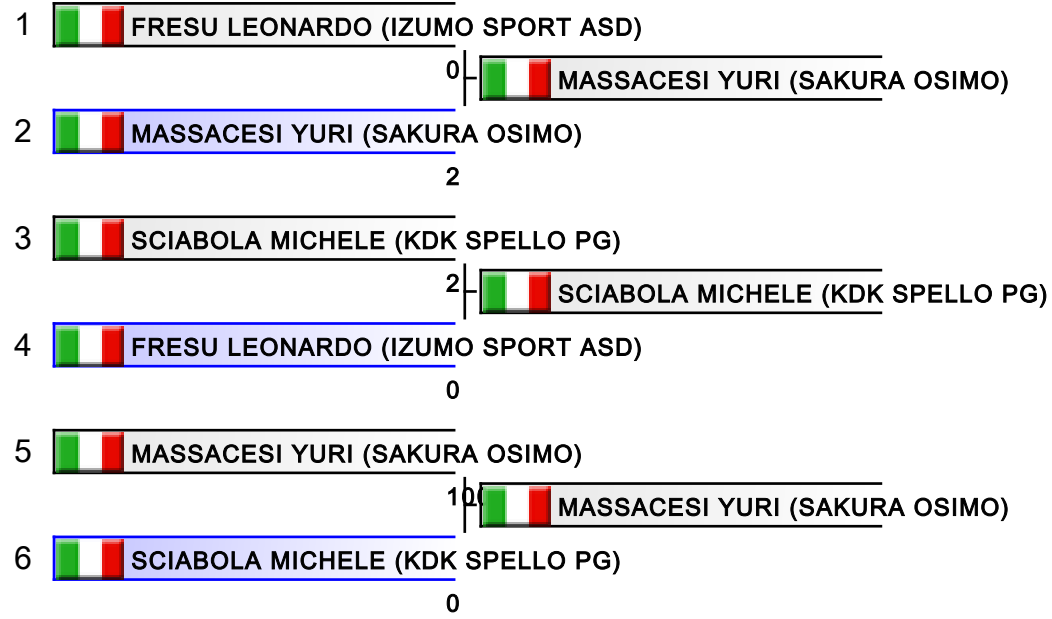 1 FRESU LEONARDO (IZUMO SPORT ASD)
0
MASSACESI YURI (SAKURA OSIMO)
2 MASSACESI YURI (SAKURA OSIMO)
2
3 SCIABOLA MICHELE (KDK SPELLO PG)
2
SCIABOLA MICHELE (KDK SPELLO PG)
4 FRESU LEONARDO (IZUMO SPORT ASD)
0
5 MASSACESI YURI (SAKURA OSIMO)
MASSACESI YURI (SAKURA OSIMO)
6 SCIABOLA MICHELE (KDK SPELLO PG)
0